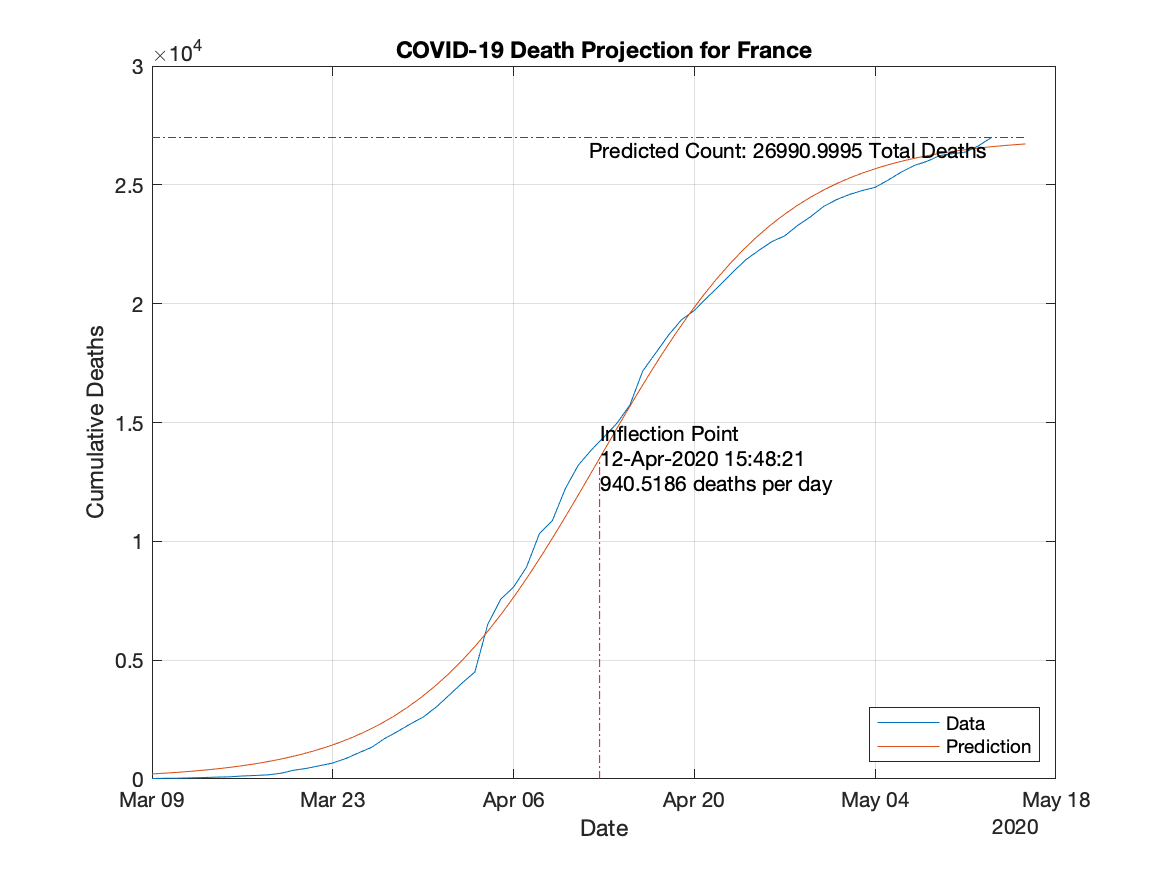 COVID-19 Death Projection for France
×10⁴
3
2.5
2
1.5
1
0.5
0
Cumulative Deaths
Predicted Count: 26990.9995 Total Deaths
Inflection Point
12-Apr-2020 15:48:21
940.5186 deaths per day
Data
Prediction
Mar 09 Mar 23 Apr 06 Apr 20 May 04 May 18
Date
2020